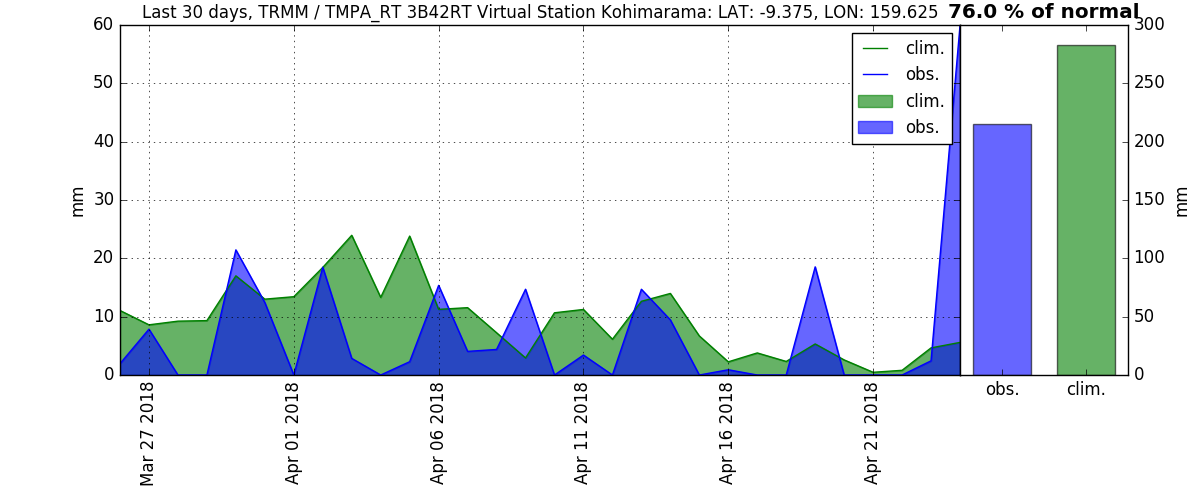 Last 30 days, TRMM / TMPA_RT 3B42RT Virtual Station Kohimarama: LAT: -9.375, LON: 159.625 76.0 % of normal
60
50
40
30
20
10
0
mm
clim.
obs.
clim.
obs.
Mar 27 2018
Apr 01 2018
Apr 06 2018
Apr 11 2018
Apr 16 2018
Apr 21 2018
300
250
200
150
100
50
0
mm
obs.
clim.